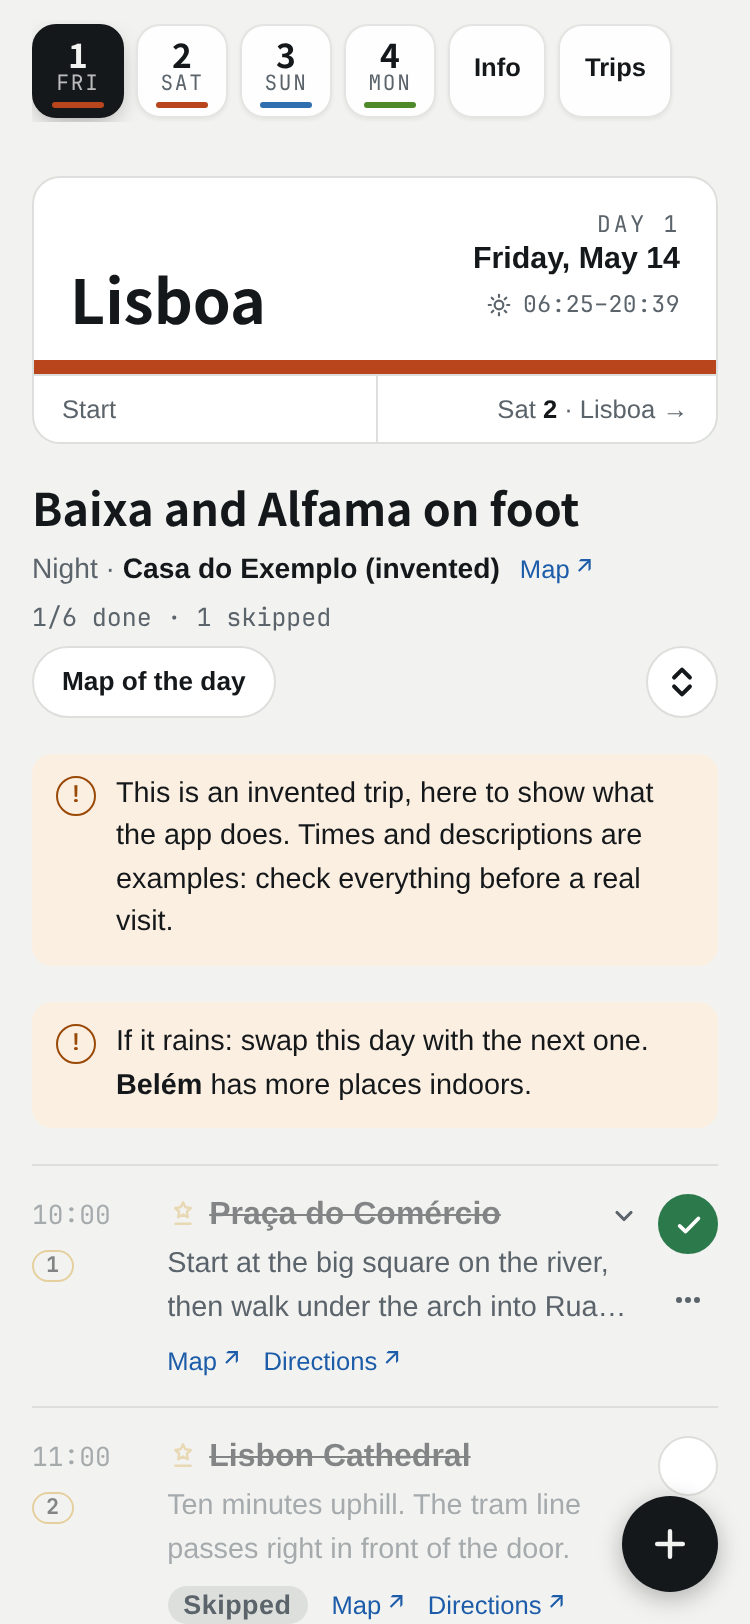 1
FRI
2
SAT
3
SUN
4
MON
Info
Trips
DAY 1
Friday, May 14
Lisboa
06:25–20:39
Start
Sat 2 · Lisboa →
Baixa and Alfama on foot
Night · Casa do Exemplo (invented) Map
1/6 done · 1 skipped
Map of the day
! This is an invented trip, here to show what
the app does. Times and descriptions are
examples: check everything before a real
visit.
! If it rains: swap this day with the next one.
Belém has more places indoors.
10:00 Praça do Comércio
1 Start at the big square on the river,
then walk under the arch into Rua…
Map Directions
11:00 Lisbon Cathedral
2 Ten minutes uphill. The tram line
passes right in front of the door.
Skipped Map Directions